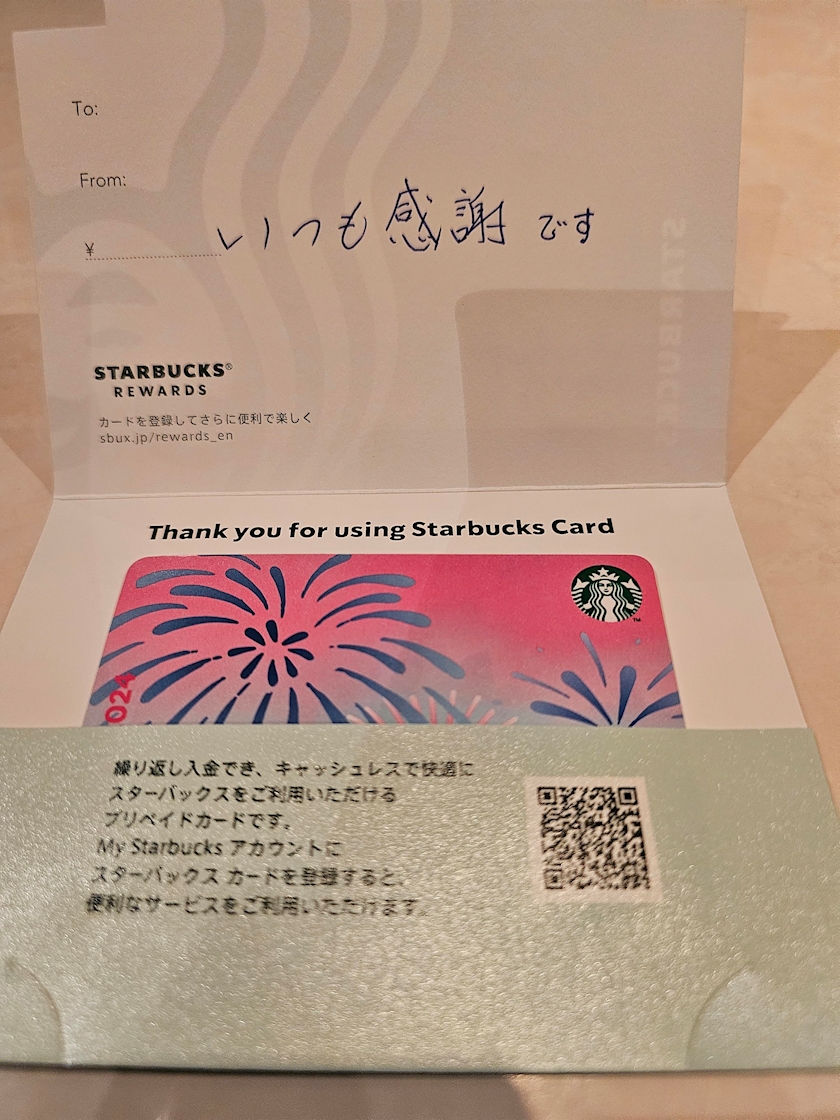 To:
From:
¥
いつも感謝です
STARBUCKS®
REWARDS
カードを登録してさらに便利で楽しく
sbux.jp/rewards_en
STARBUCKS
Thank you for using Starbucks Card
TM
024
繰り返し入金でき、キャッシュレスで快適に
スターバックスをご利用いただける
プリペイドカードです。
My Starbucks アカウントに
スターバックス カードを登録すると、
便利なサービスをご利用いただけます。